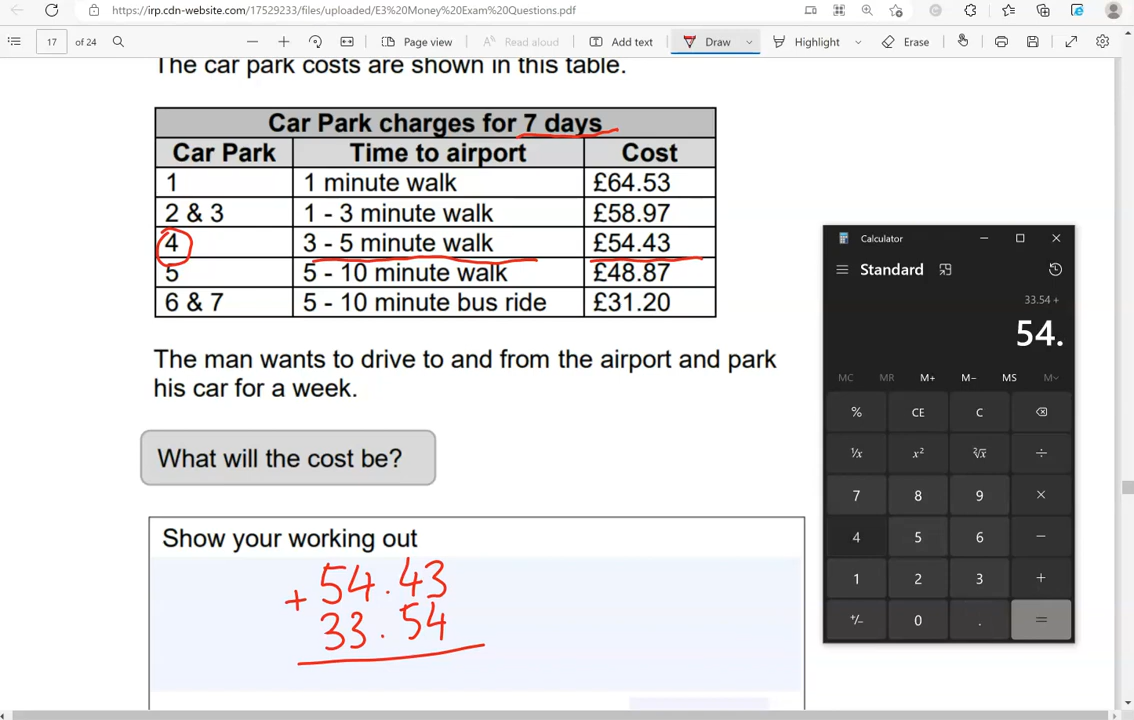 https://irp.cdn-website.com/17529233/files/uploaded/E3%20Money%20Exam%20Questions.pdf
17 of 24
Page view
Read aloud
Add text
Draw
Highlight
Erase
The car park costs are shown in this table.
Car Park charges for 7 days
Car Park Time to airport Cost
1 1 minute walk £64.53
2 & 3 1 - 3 minute walk £58.97
4 3 - 5 minute walk £54.43
5 5 - 10 minute walk £48.87
6 & 7 5 - 10 minute bus ride £31.20
The man wants to drive to and from the airport and park
his car for a week.
What will the cost be?
Show your working out
+ 54.43
33.54
Calculator
Standard
33.54 +
54.
MC MR M+ M- MS M˅
% CE C
¹/x x² ²√x ÷
7 8 9 ×
4 5 6 −
1 2 3 +
+/- 0 . =